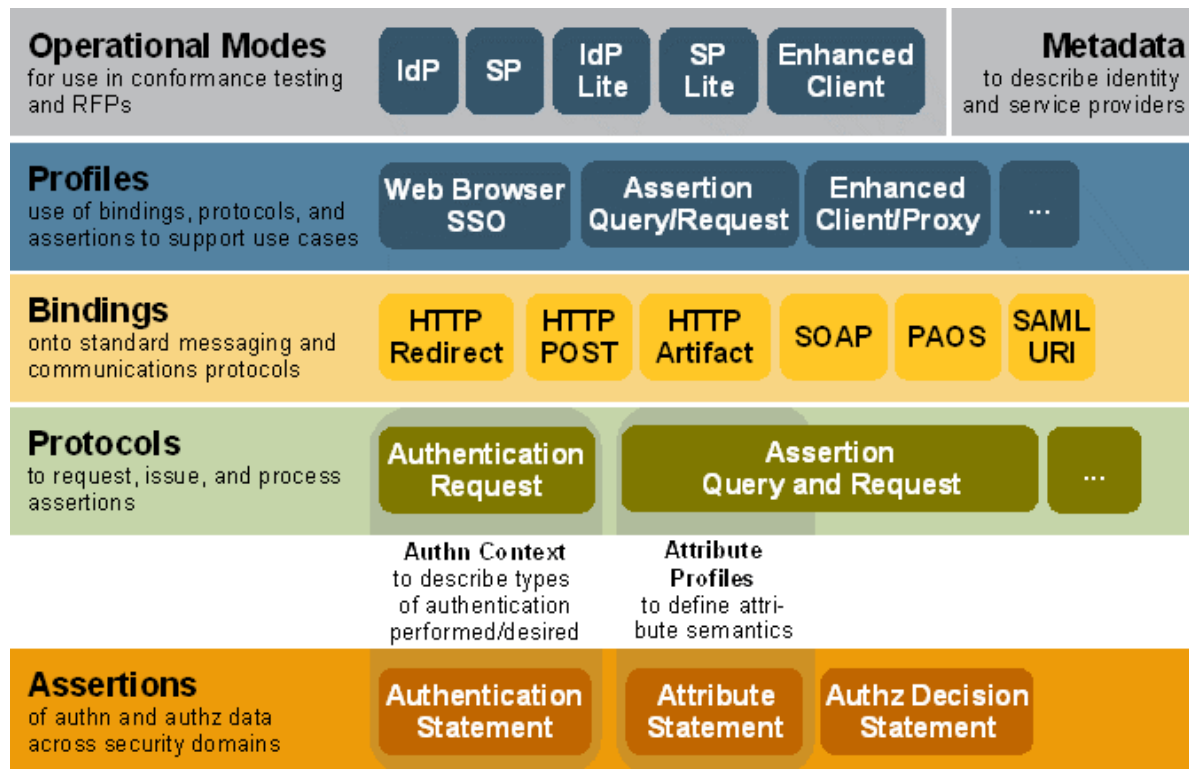 Operational Modes
for use in conformance testing
and RFPs
IdP
SP
IdP
Lite
SP
Lite
Enhanced
Client
Metadata
to describe identity
and service providers
Profiles
use of bindings, protocols, and
assertions to support use cases
Web Browser
SSO
Assertion
Query/Request
Enhanced
Client/Proxy
...
Bindings
onto standard messaging and
communications protocols
HTTP
Redirect
HTTP
POST
HTTP
Artifact
SOAP
PAOS
SAML
URI
Protocols
to request, issue, and process
assertions
Authentication
Request
Assertion
Query and Request
...
Authn Context
to describe types
of authentication
performed/desired
Attribute
Profiles
to define attri-
bute semantics
Assertions
of authn and authz data
across security domains
Authentication
Statement
Attribute
Statement
Authz Decision
Statement